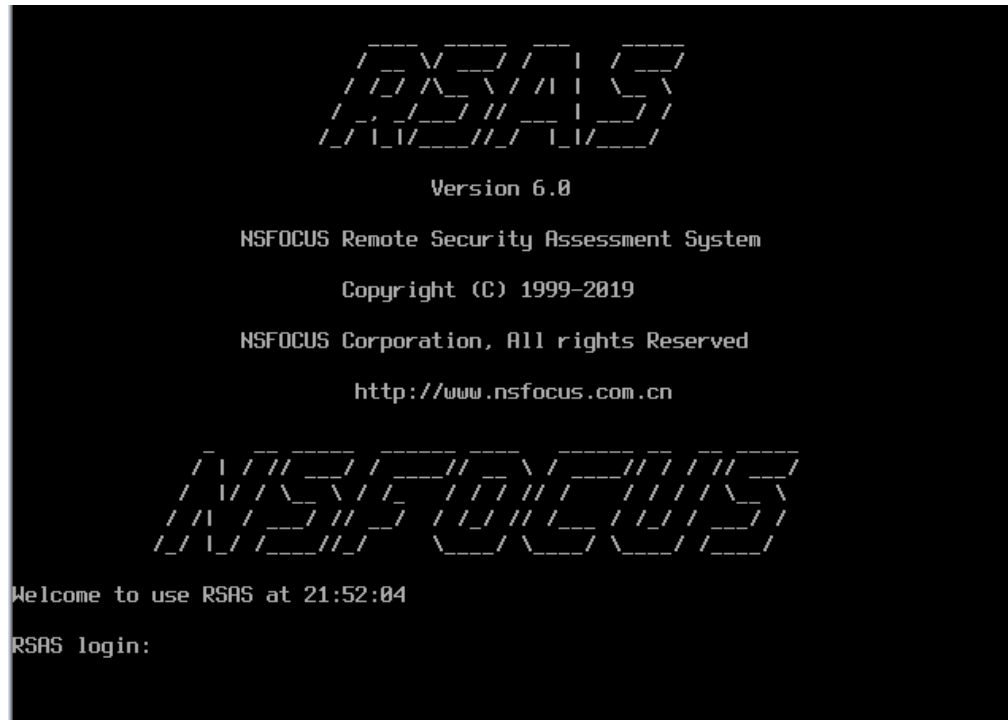 RSAS
Version 6.0
NSFOCUS Remote Security Assessment System
Copyright (C) 1999-2019
NSFOCUS Corporation, All rights Reserved
http://www.nsfocus.com.cn
NSFOCUS
Welcome to use RSAS at 21:52:04
RSAS login: